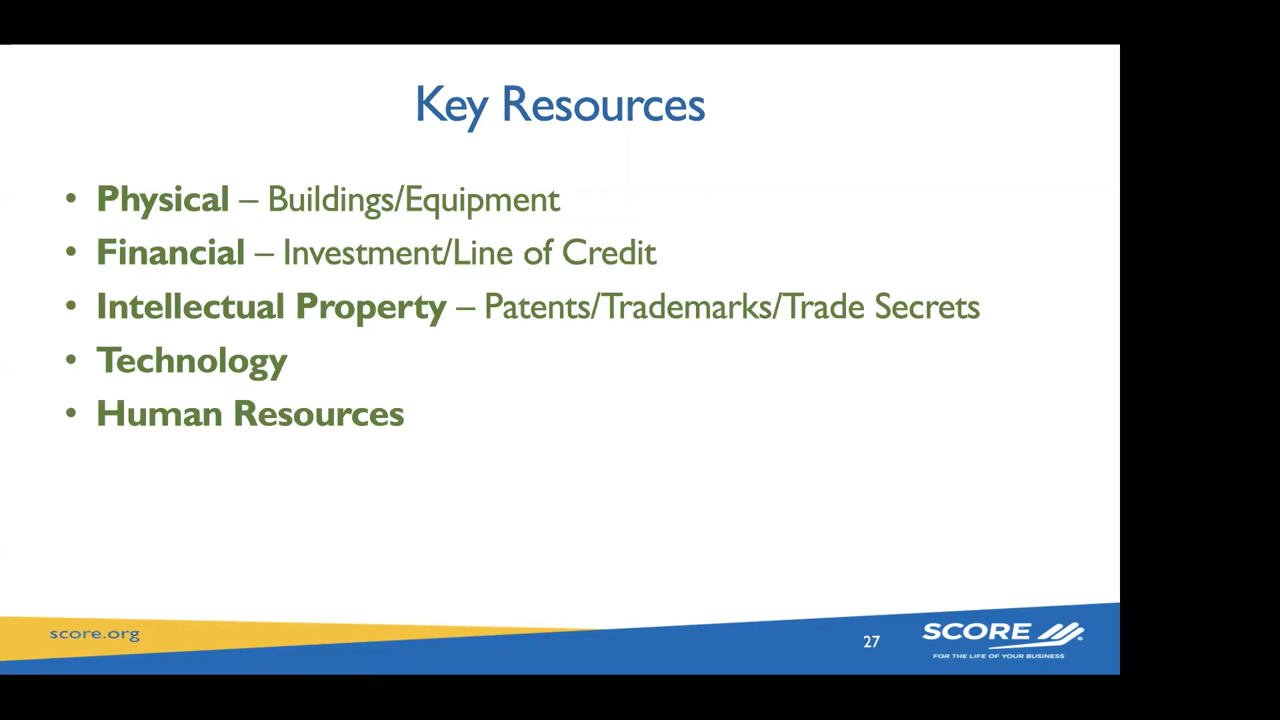 Key Resources
• Physical – Buildings/Equipment
• Financial – Investment/Line of Credit
• Intellectual Property – Patents/Trademarks/Trade Secrets
• Technology
• Human Resources
score.org
27
SCORE®
FOR THE LIFE OF YOUR BUSINESS